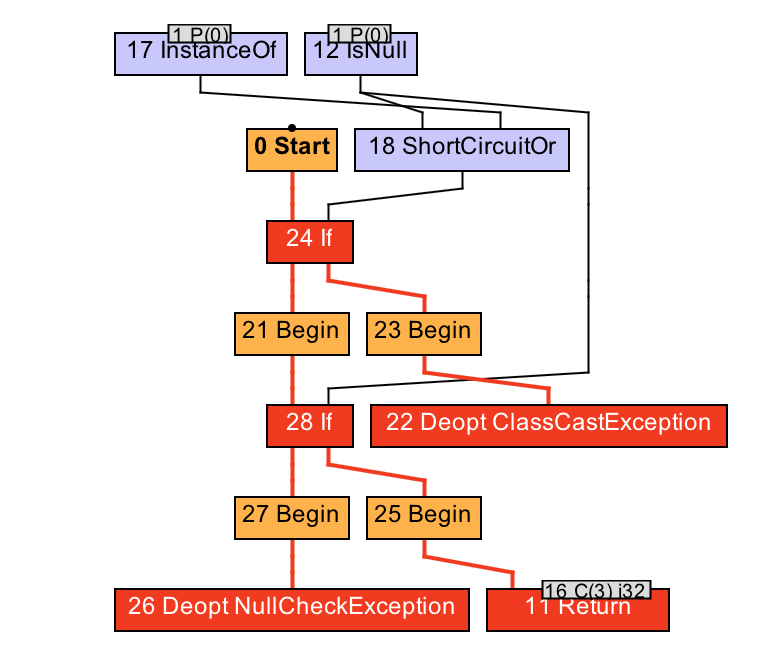 1 P(0)
17 InstanceOf
1 P(0)
12 IsNull
0 Start
18 ShortCircuitOr
24 If
21 Begin
23 Begin
28 If
22 Deopt ClassCastException
27 Begin
25 Begin
26 Deopt NullCheckException
16 C(3) i32
11 Return